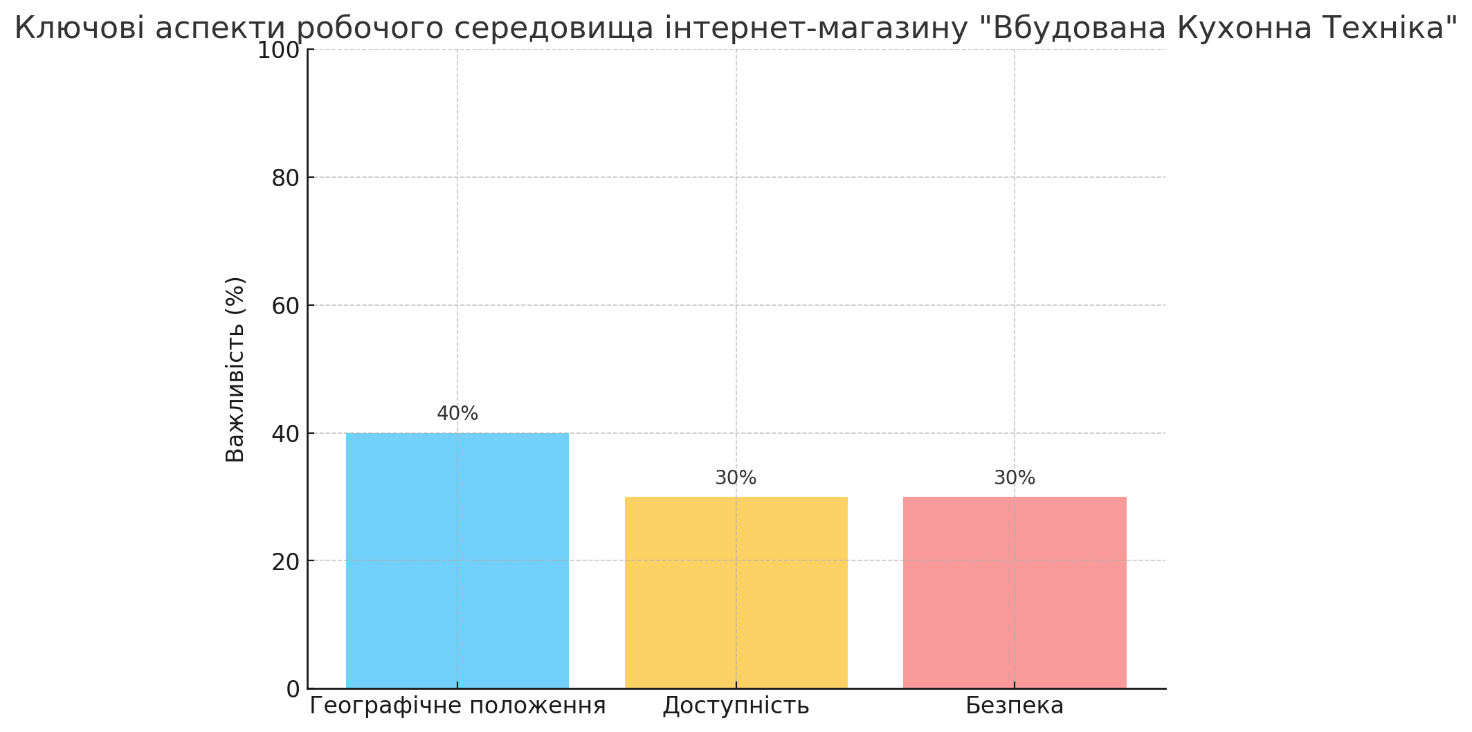 Ключові аспекти робочого середовища інтернет-магазину "Вбудована Кухонна Техніка"
100
80
60
40
20
0
Важливість (%)
40%
30%
30%
Географічне положення
Доступність
Безпека